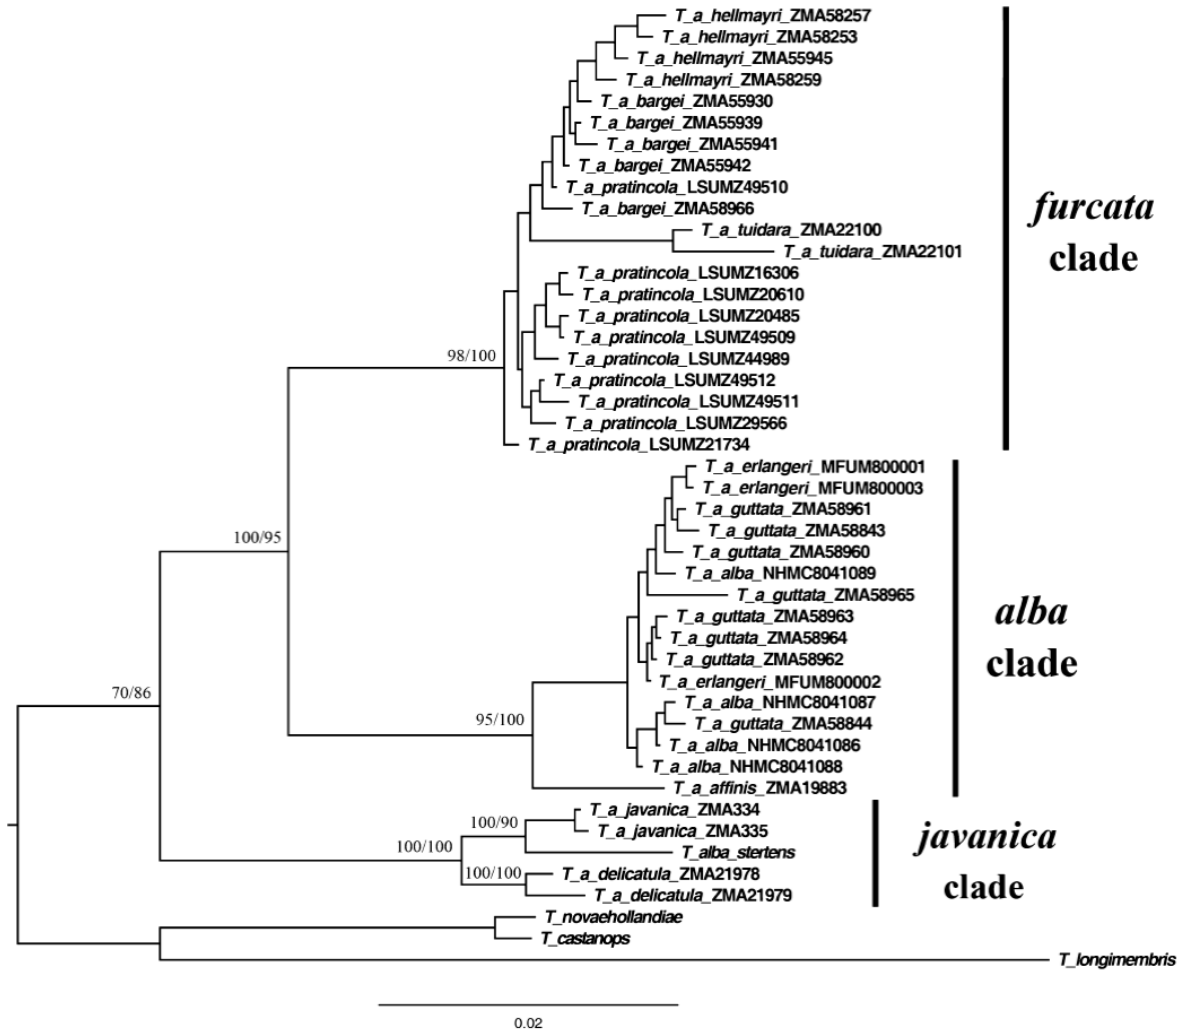 T_a_hellmayri_ZMA58257
T_a_hellmayri_ZMA58253
T_a_hellmayri_ZMA55945
T_a_hellmayri_ZMA58259
T_a_bargei_ZMA55930
T_a_bargei_ZMA55939
T_a_bargei_ZMA55941
T_a_bargei_ZMA55942
T_a_pratincola_LSUMZ49510
T_a_bargei_ZMA58966
T_a_tuidara_ZMA22100
T_a_tuidara_ZMA22101
T_a_pratincola_LSUMZ16306
T_a_pratincola_LSUMZ20610
T_a_pratincola_LSUMZ20485
T_a_pratincola_LSUMZ49509
T_a_pratincola_LSUMZ44989
T_a_pratincola_LSUMZ49512
T_a_pratincola_LSUMZ49511
T_a_pratincola_LSUMZ29566
T_a_pratincola_LSUMZ21734
furcata
clade
98/100
T_a_erlangeri_MFUM800001
T_a_erlangeri_MFUM800003
T_a_guttata_ZMA58961
T_a_guttata_ZMA58843
T_a_guttata_ZMA58960
T_a_alba_NHMC8041089
T_a_guttata_ZMA58965
T_a_guttata_ZMA58963
T_a_guttata_ZMA58964
T_a_guttata_ZMA58962
T_a_erlangeri_MFUM800002
T_a_alba_NHMC8041087
T_a_guttata_ZMA58844
T_a_alba_NHMC8041086
T_a_alba_NHMC8041088
T_a_affinis_ZMA19883
alba
clade
100/95
95/100
70/86
T_a_javanica_ZMA334
T_a_javanica_ZMA335
T_alba_stertens
T_a_delicatula_ZMA21978
T_a_delicatula_ZMA21979
javanica
clade
100/90
100/100
100/100
T_novaehollandiae
T_castanops
T_longimembris
0.02